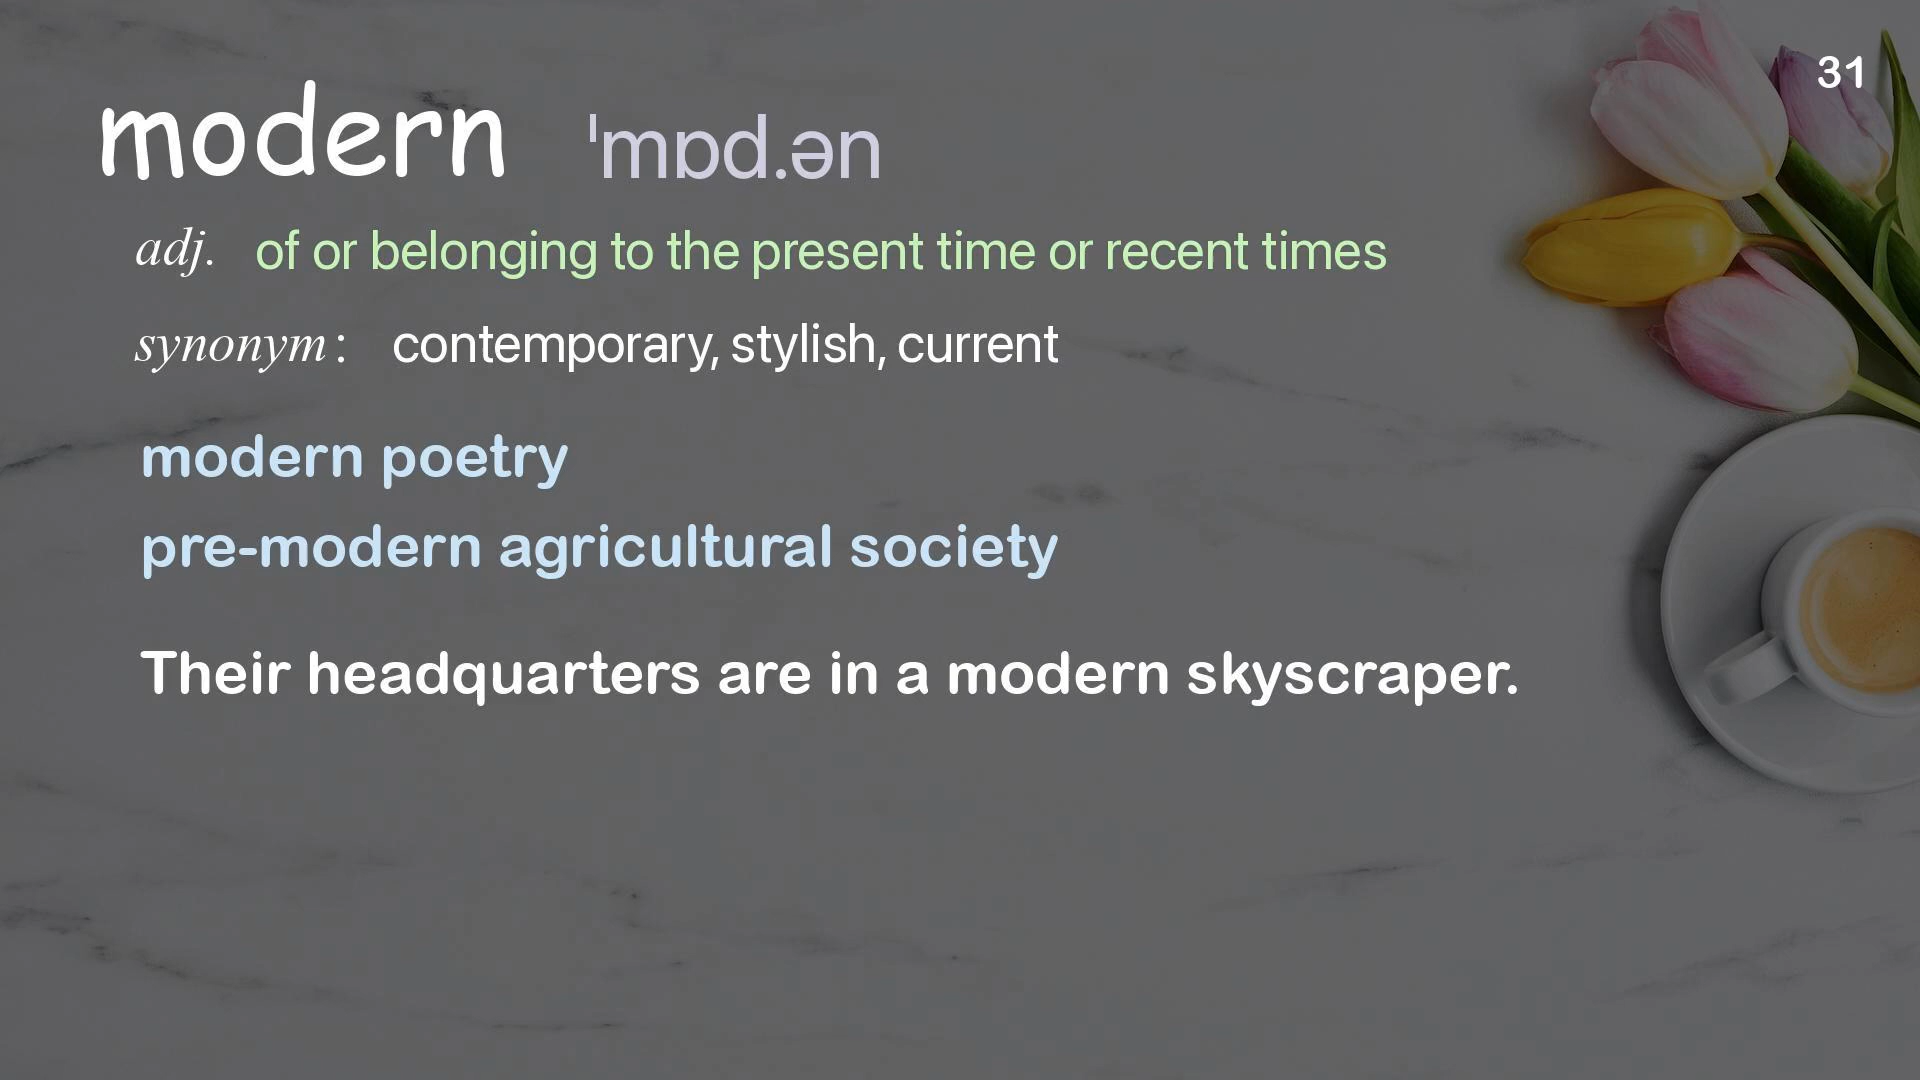 31
modern ˈmɒd.ən
adj. of or belonging to the present time or recent times
synonym: contemporary, stylish, current
modern poetry
pre-modern agricultural society
Their headquarters are in a modern skyscraper.